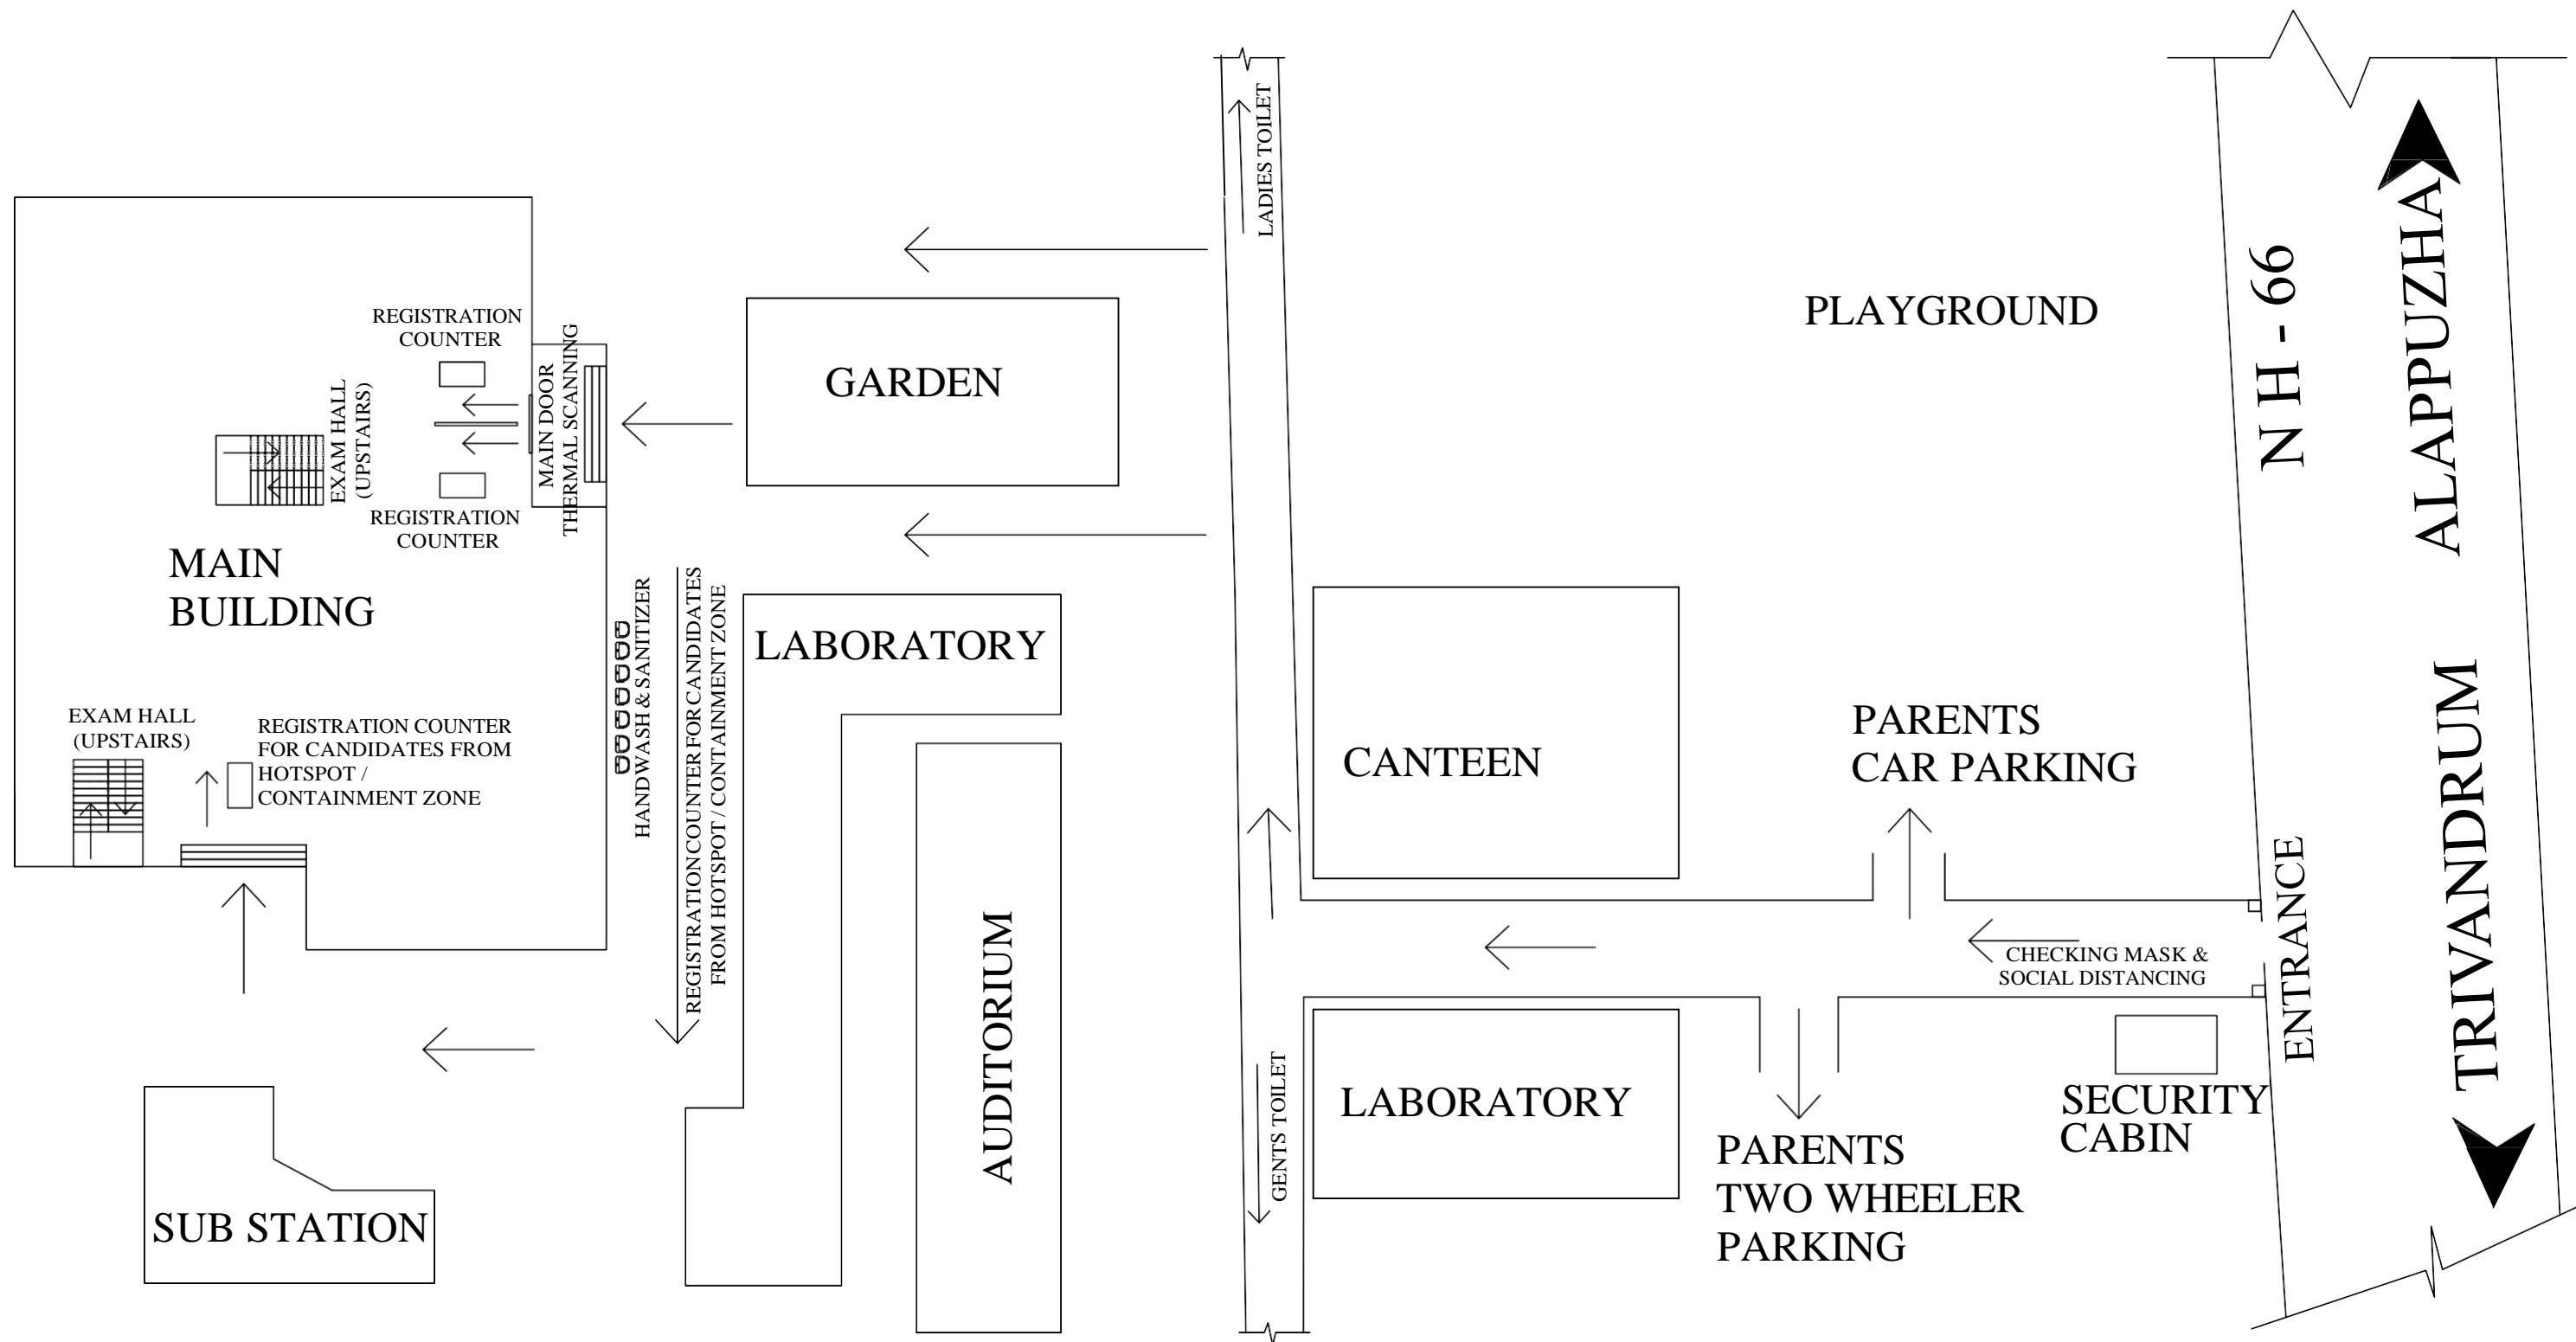 REGISTRATION
COUNTER
EXAM HALL
(UPSTAIRS)
MAIN DOOR
THERMAL SCANNING
REGISTRATION
COUNTER
MAIN
BUILDING
EXAM HALL
(UPSTAIRS)
REGISTRATION COUNTER
FOR CANDIDATES FROM
HOTSPOT /
CONTAINMENT ZONE
HANDWASH & SANITIZER
REGISTRATION COUNTER FOR CANDIDATES
FROM HOTSPOT / CONTAINMENT ZONE
SUB STATION
GARDEN
LABORATORY
AUDITORIUM
LADIES TOILET
GENTS TOILET
PLAYGROUND
CANTEEN
PARENTS
CAR PARKING
CHECKING MASK &
SOCIAL DISTANCING
LABORATORY
PARENTS
TWO WHEELER
PARKING
SECURITY
CABIN
ENTRANCE
N H - 66
ALAPPUZHA
TRIVANDRUM